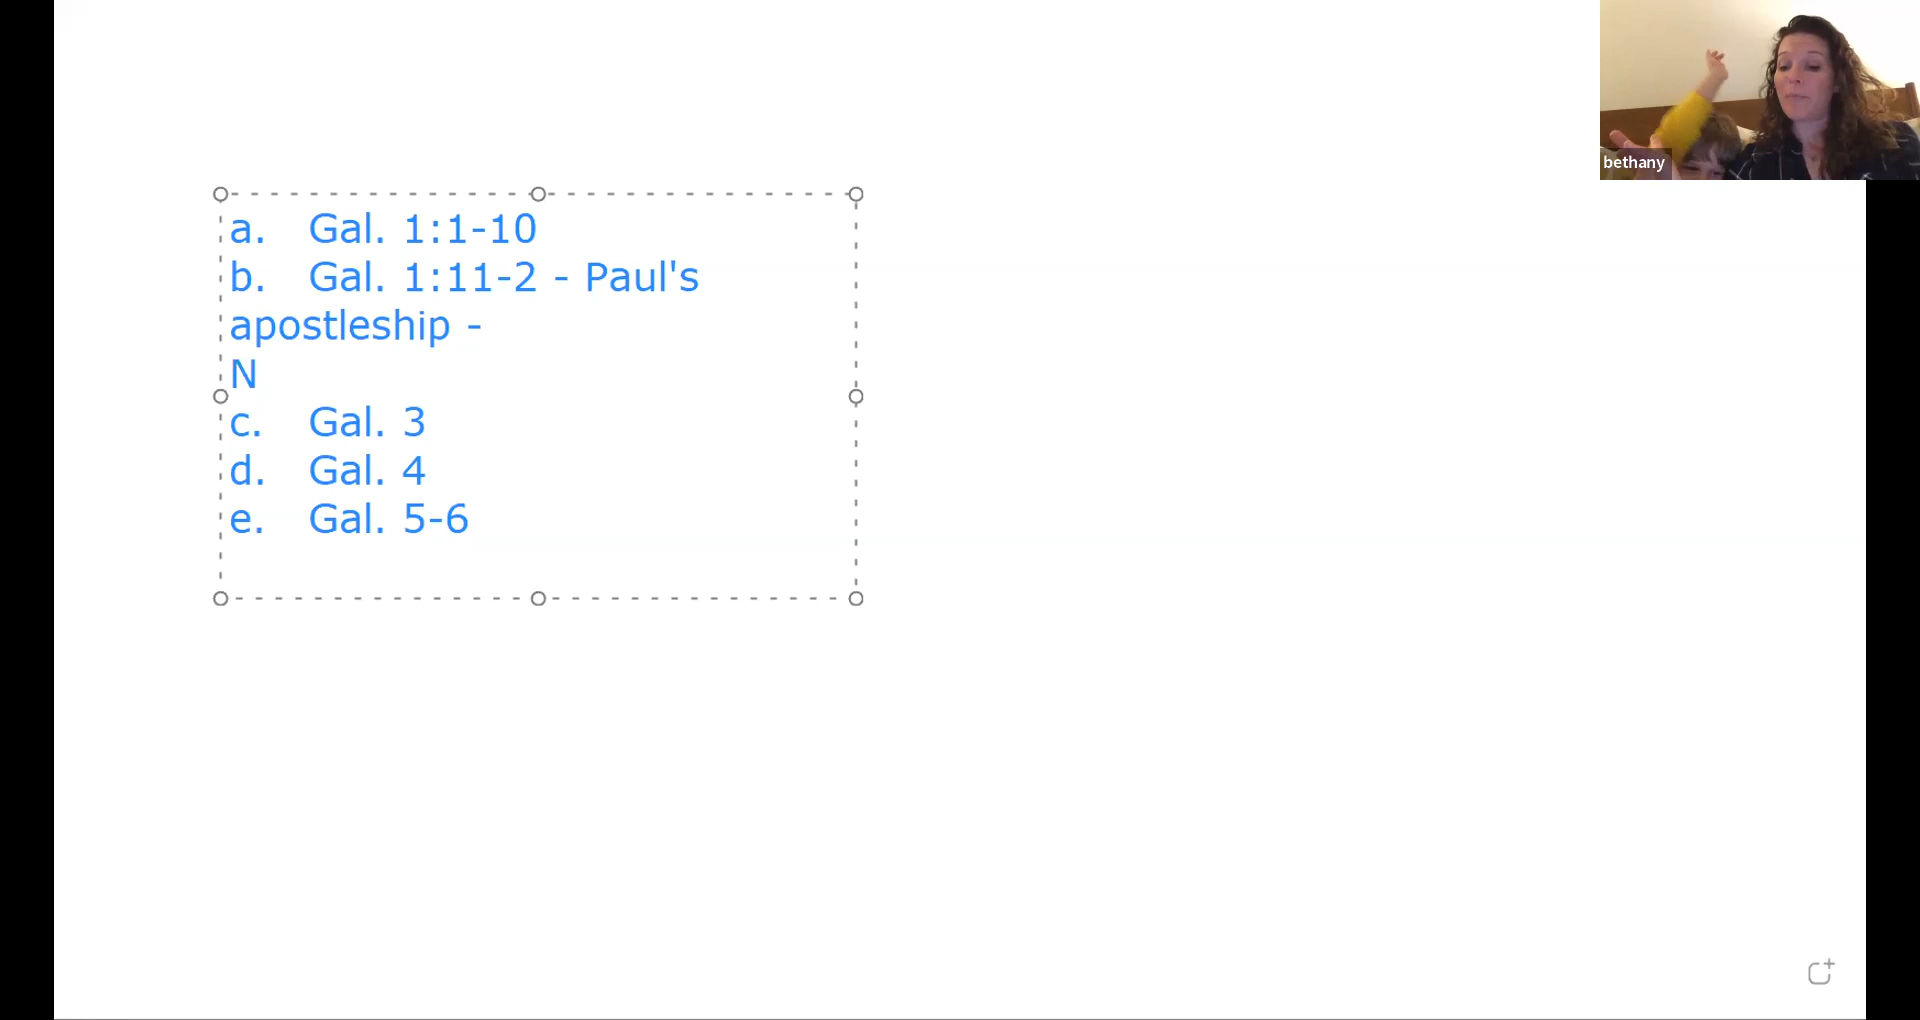 a. Gal. 1:1-10
b. Gal. 1:11-2 - Paul's
apostleship -
N
c. Gal. 3
d. Gal. 4
e. Gal. 5-6
bethany